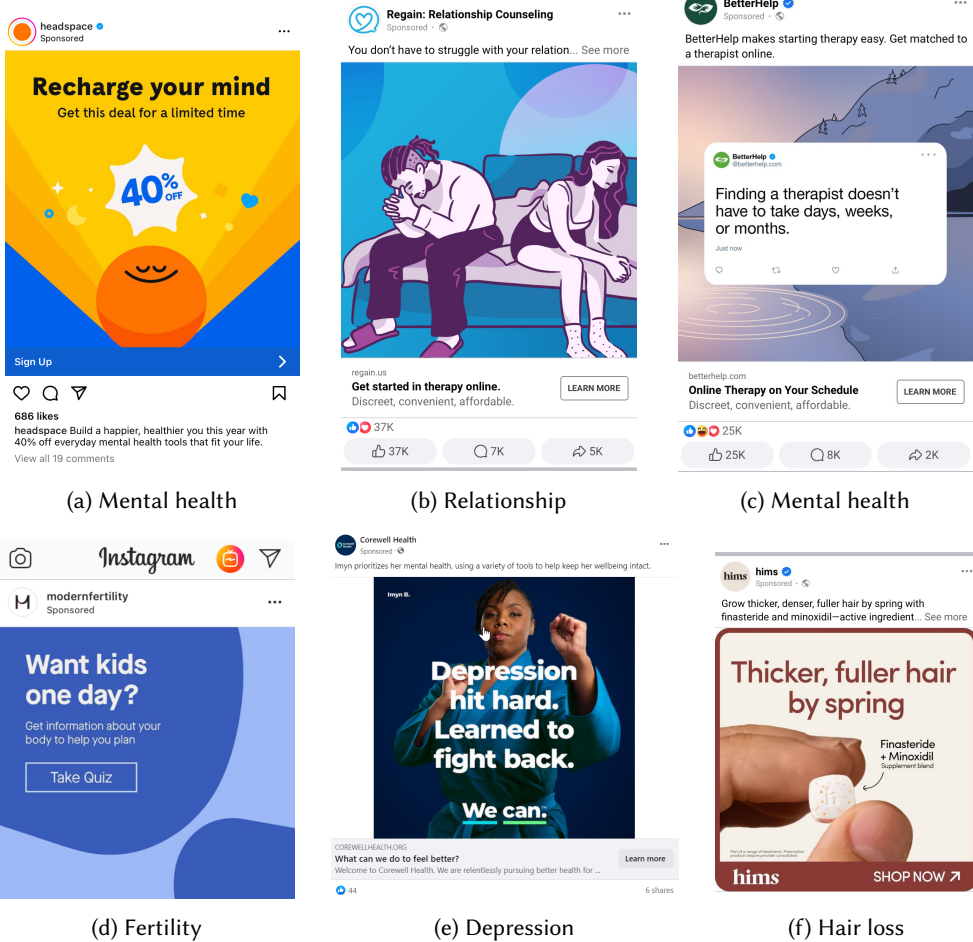 headspace
Sponsored
Recharge your mind
Get this deal for a limited time
40%
OFF
Sign Up
686 likes
headspace Build a happier, healthier you this year with
40% off everyday mental health tools that fit your life.
View all 19 comments
(a) Mental health
Regain: Relationship Counseling
Sponsored ·
You don't have to struggle with your relation... See more
regain.us
Get started in therapy online.
Discreet, convenient, affordable.
LEARN MORE
37K
37K
7K
5K
(b) Relationship
BetterHelp
Sponsored ·
BetterHelp makes starting therapy easy. Get matched to
a therapist online.
BetterHelp
@betterhelp.com
Finding a therapist doesn't
have to take days, weeks,
or months.
Just now
betterhelp.com
Online Therapy on Your Schedule
Discreet, convenient, affordable.
LEARN MORE
25K
25K
8K
2K
(c) Mental health
Instagram
M
modernfertility
Sponsored
Want kids
one day?
Get information about your
body to help you plan
Take Quiz
(d) Fertility
Corewell Health
Sponsored ·
Imyn prioritizes her mental health, using a variety of tools to help keep her wellbeing intact.
Imyn B.
Depression
hit hard.
Learned to
fight back.
We can.
COREWELLHEALTH.ORG
What can we do to feel better?
Welcome to Corewell Health. We are relentlessly pursuing better health for ...
Learn more
44
6 shares
(e) Depression
hims
hims
Sponsored ·
Grow thicker, denser, fuller hair by spring with
finasteride and minoxidil—active ingredient... See more
Thicker, fuller hair
by spring
Finasteride
+ Minoxidil
Supplement blend
Part of a range of treatments. Prescription
products require provider consultation.
hims
SHOP NOW
(f) Hair loss